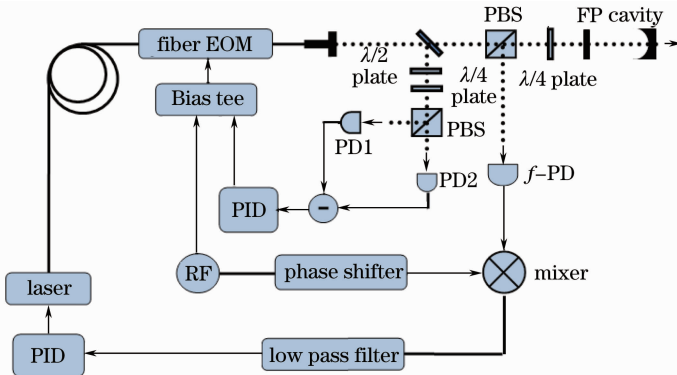 PBS
FP cavity
fiber EOM
λ/2
plate
λ/4
plate
λ/4 plate
Bias tee
PBS
PD1
PD2
f-PD
PID
-
RF
phase shifter
mixer
laser
PID
low pass filter